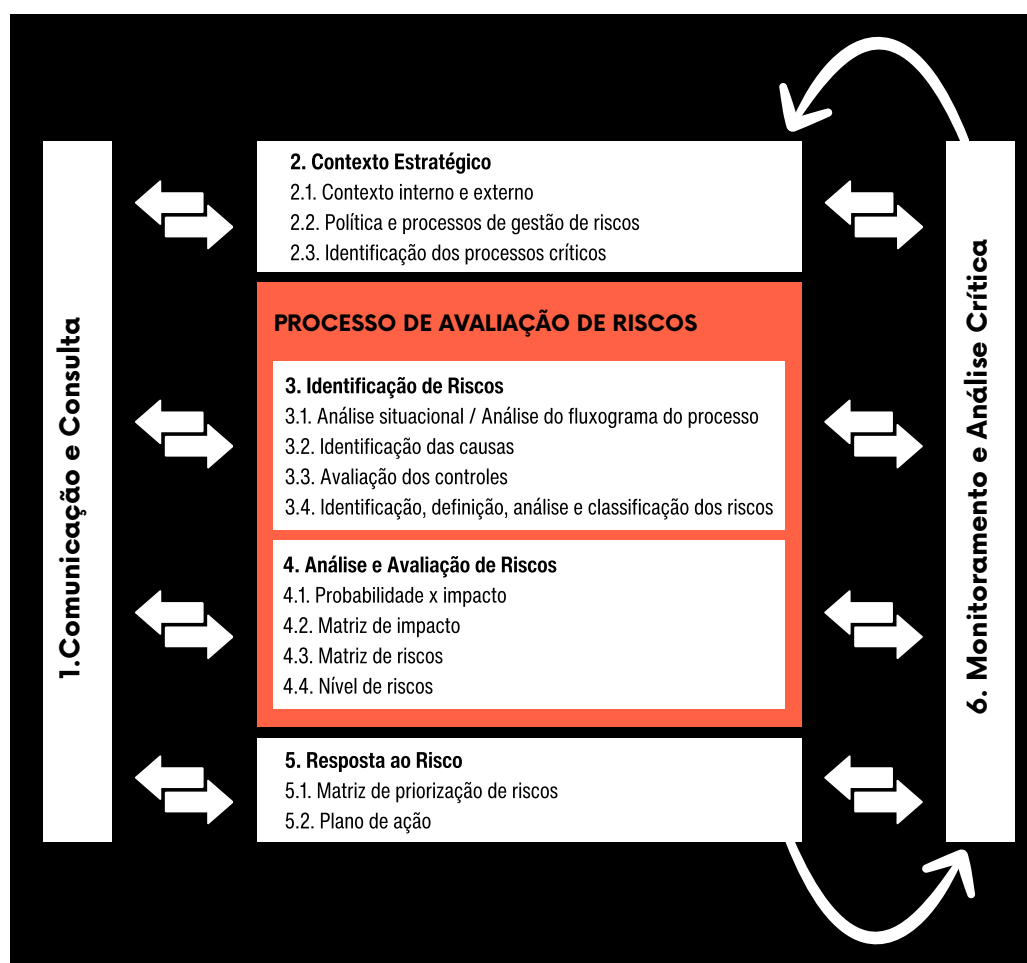 1.Comunicação e Consulta
2. Contexto Estratégico
2.1. Contexto interno e externo
2.2. Política e processos de gestão de riscos
2.3. Identificação dos processos críticos
PROCESSO DE AVALIAÇÃO DE RISCOS
3. Identificação de Riscos
3.1. Análise situacional / Análise do fluxograma do processo
3.2. Identificação das causas
3.3. Avaliação dos controles
3.4. Identificação, definição, análise e classificação dos riscos
4. Análise e Avaliação de Riscos
4.1. Probabilidade x impacto
4.2. Matriz de impacto
4.3. Matriz de riscos
4.4. Nível de riscos
5. Resposta ao Risco
5.1. Matriz de priorização de riscos
5.2. Plano de ação
6. Monitoramento e Análise Crítica